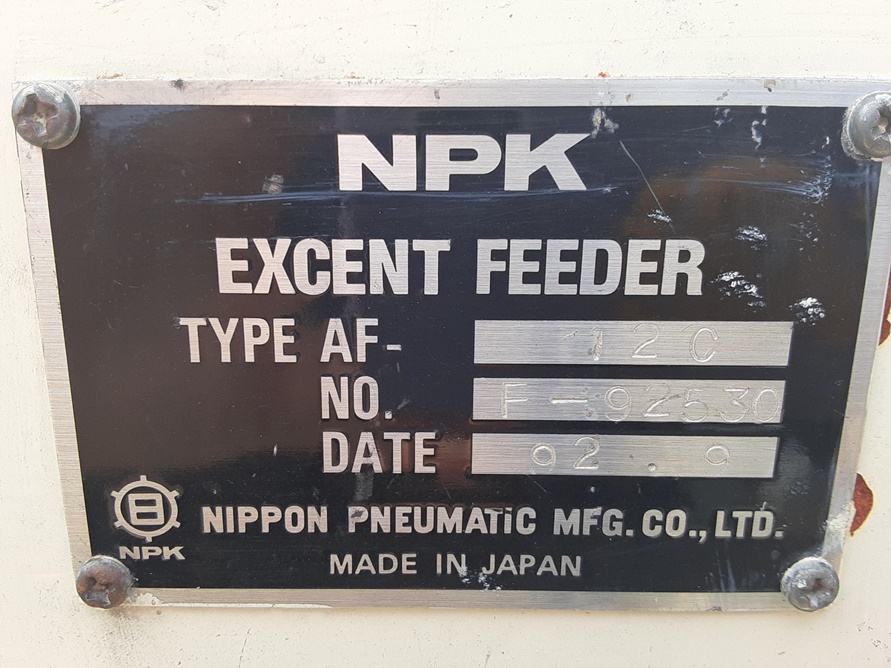 NPK
EXCENT FEEDER
TYPE AF- 12C
NO. F-92530
DATE 02.9
NIPPON PNEUMATIC MFG. CO., LTD.
NPK
MADE IN JAPAN